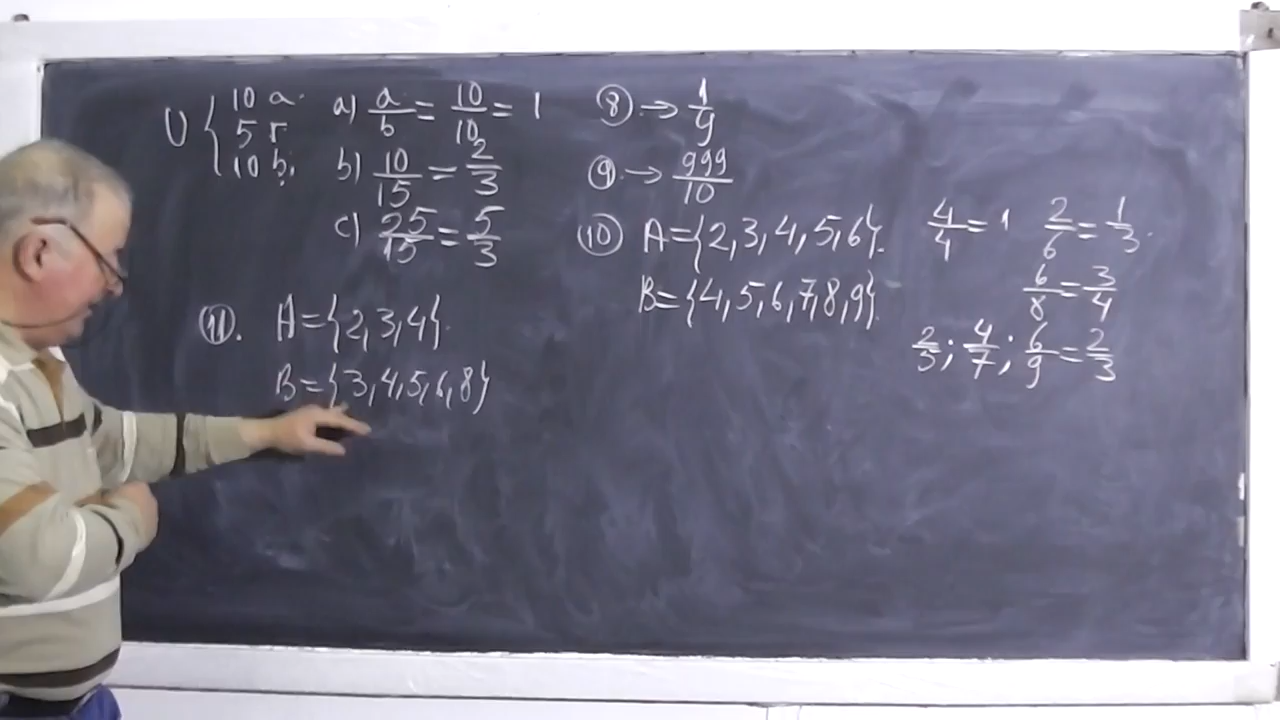 U { 10 a.
5 r
10 b.
a) a/b = 10/10 = 1
b) 10/15 = 2/3
c) 25/15 = 5/3
11. A={2,3,4}.
B={3,4,5,6,8}
8 → 1/9
9 → 999/10
10 A={2,3,4,5,6}.
B={4,5,6,7,8,9}.
4/4=1 2/6=1/3.
6/8=3/4
2/5; 4/7; 6/9=2/3